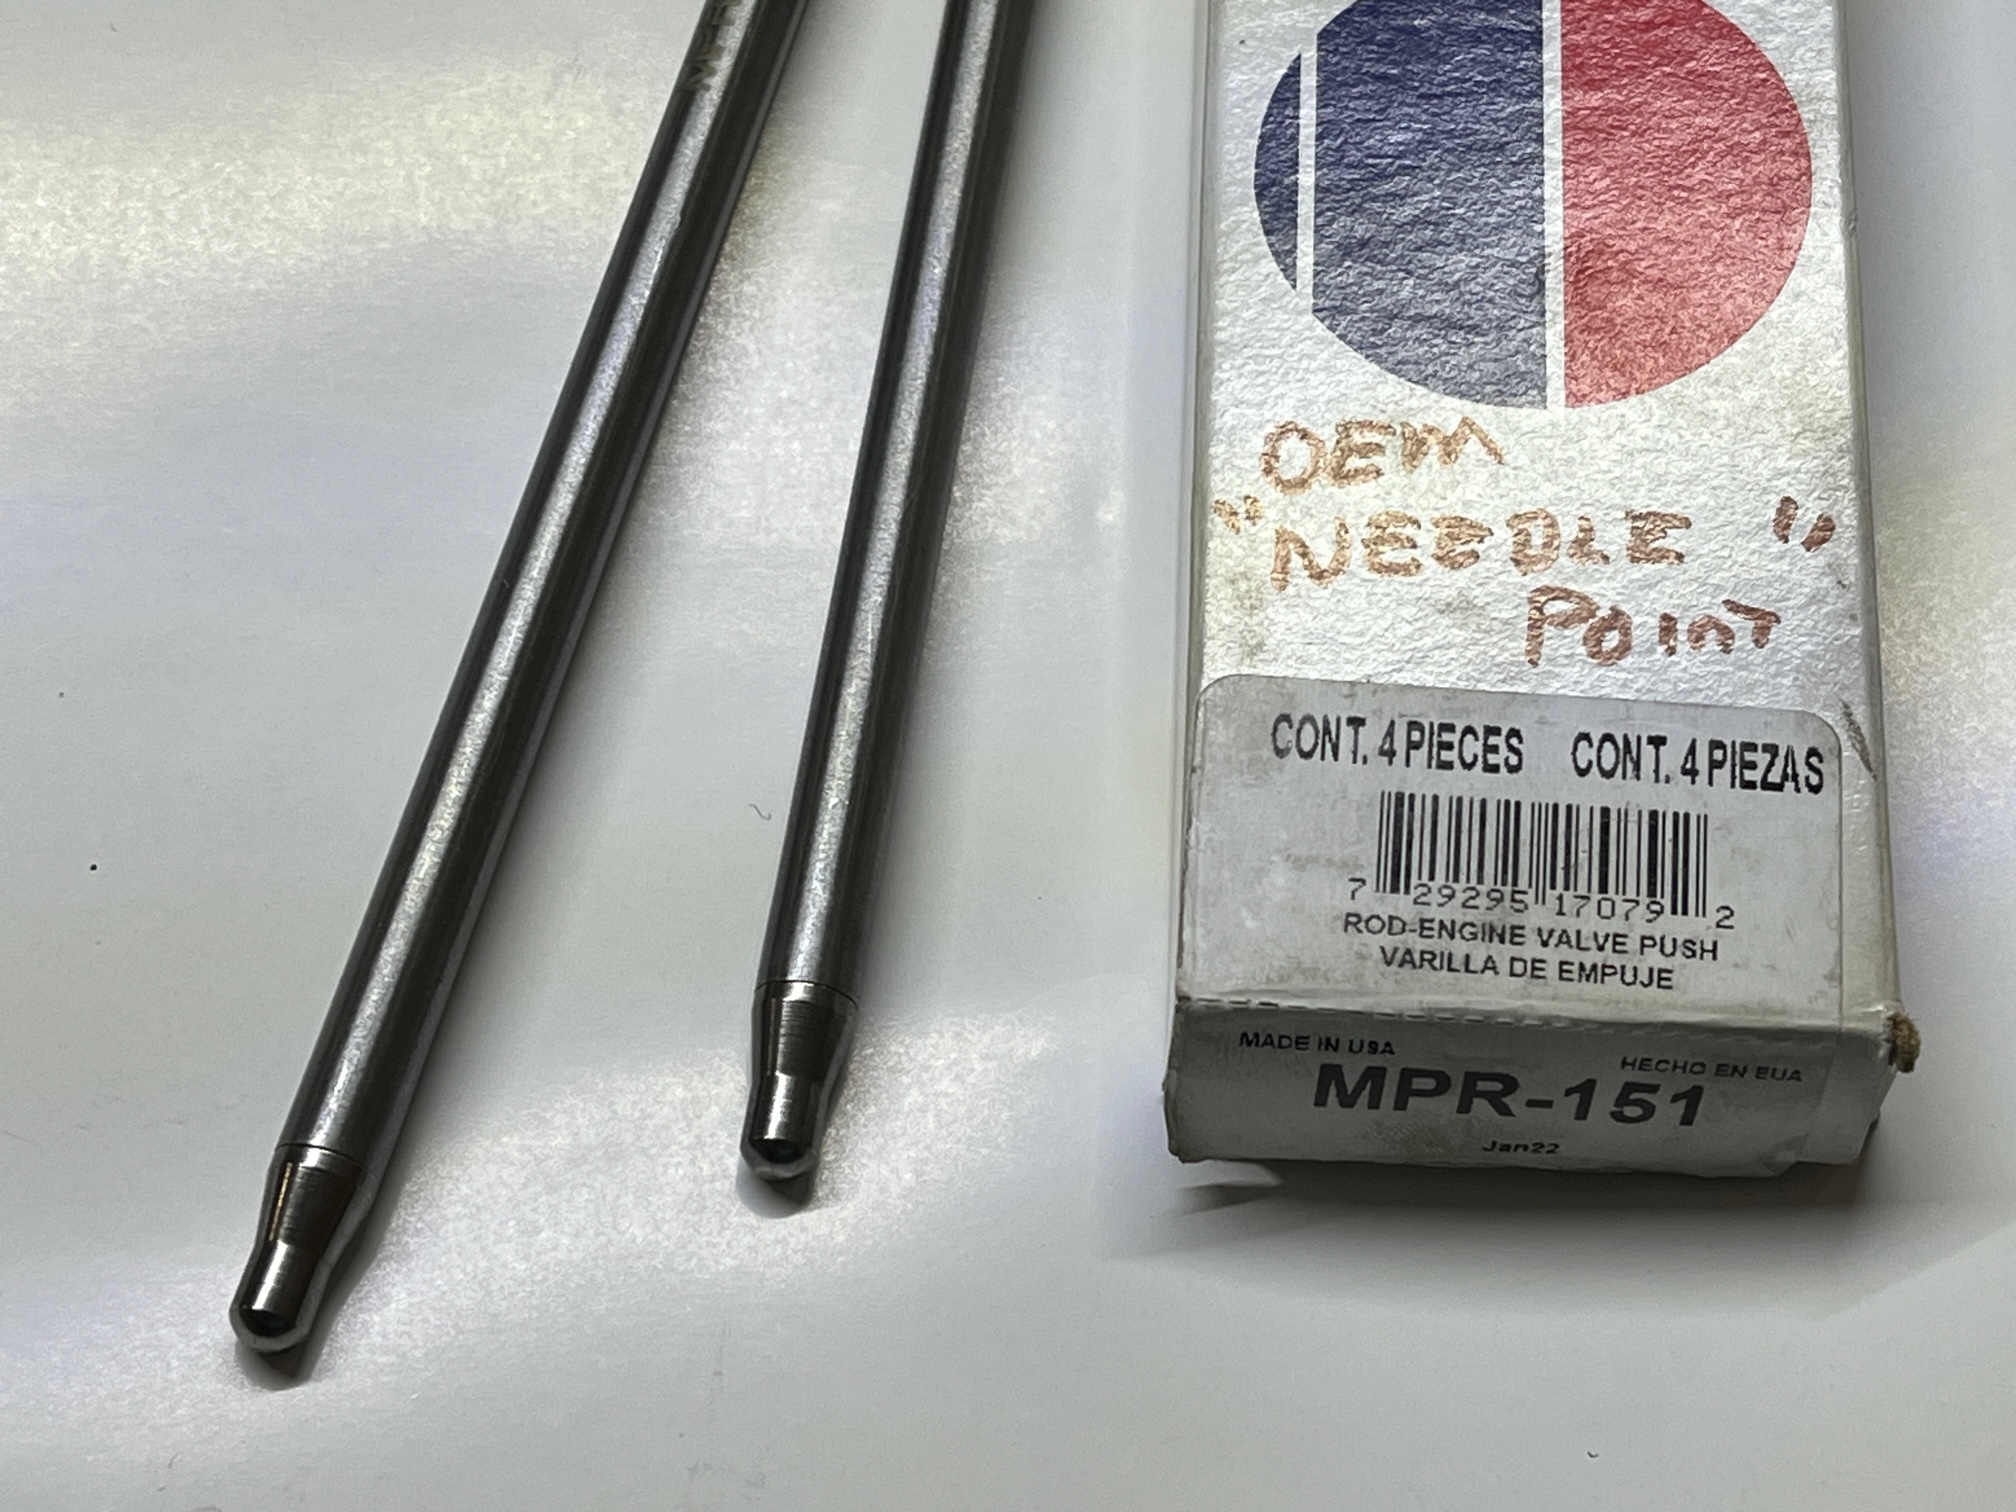 OEM
"NEEDLE"
POINT
CONT. 4 PIECES CONT. 4 PIEZAS
7 29295 17079 2
ROD-ENGINE VALVE PUSH
VARILLA DE EMPUJE
MADE IN USA HECHO EN EUA
MPR-151
Jan22